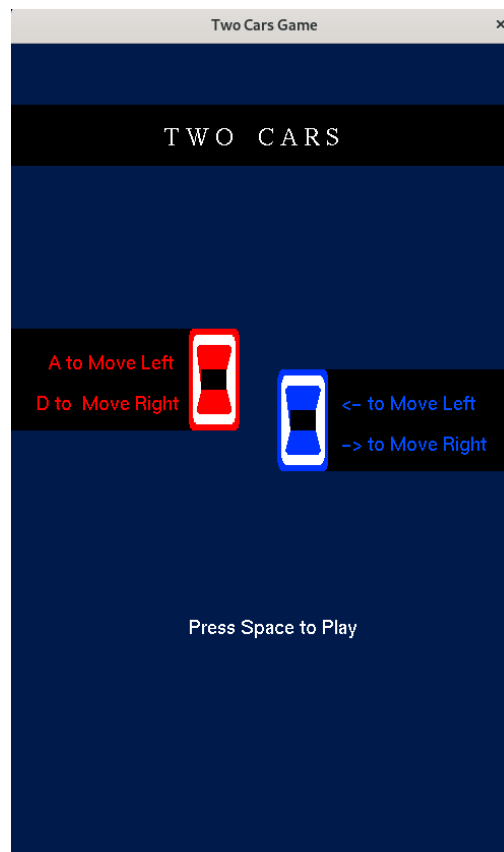 Two Cars Game
×
TWO CARS
A to Move Left
D to  Move Right
<- to Move Left
-> to Move Right
Press Space to Play